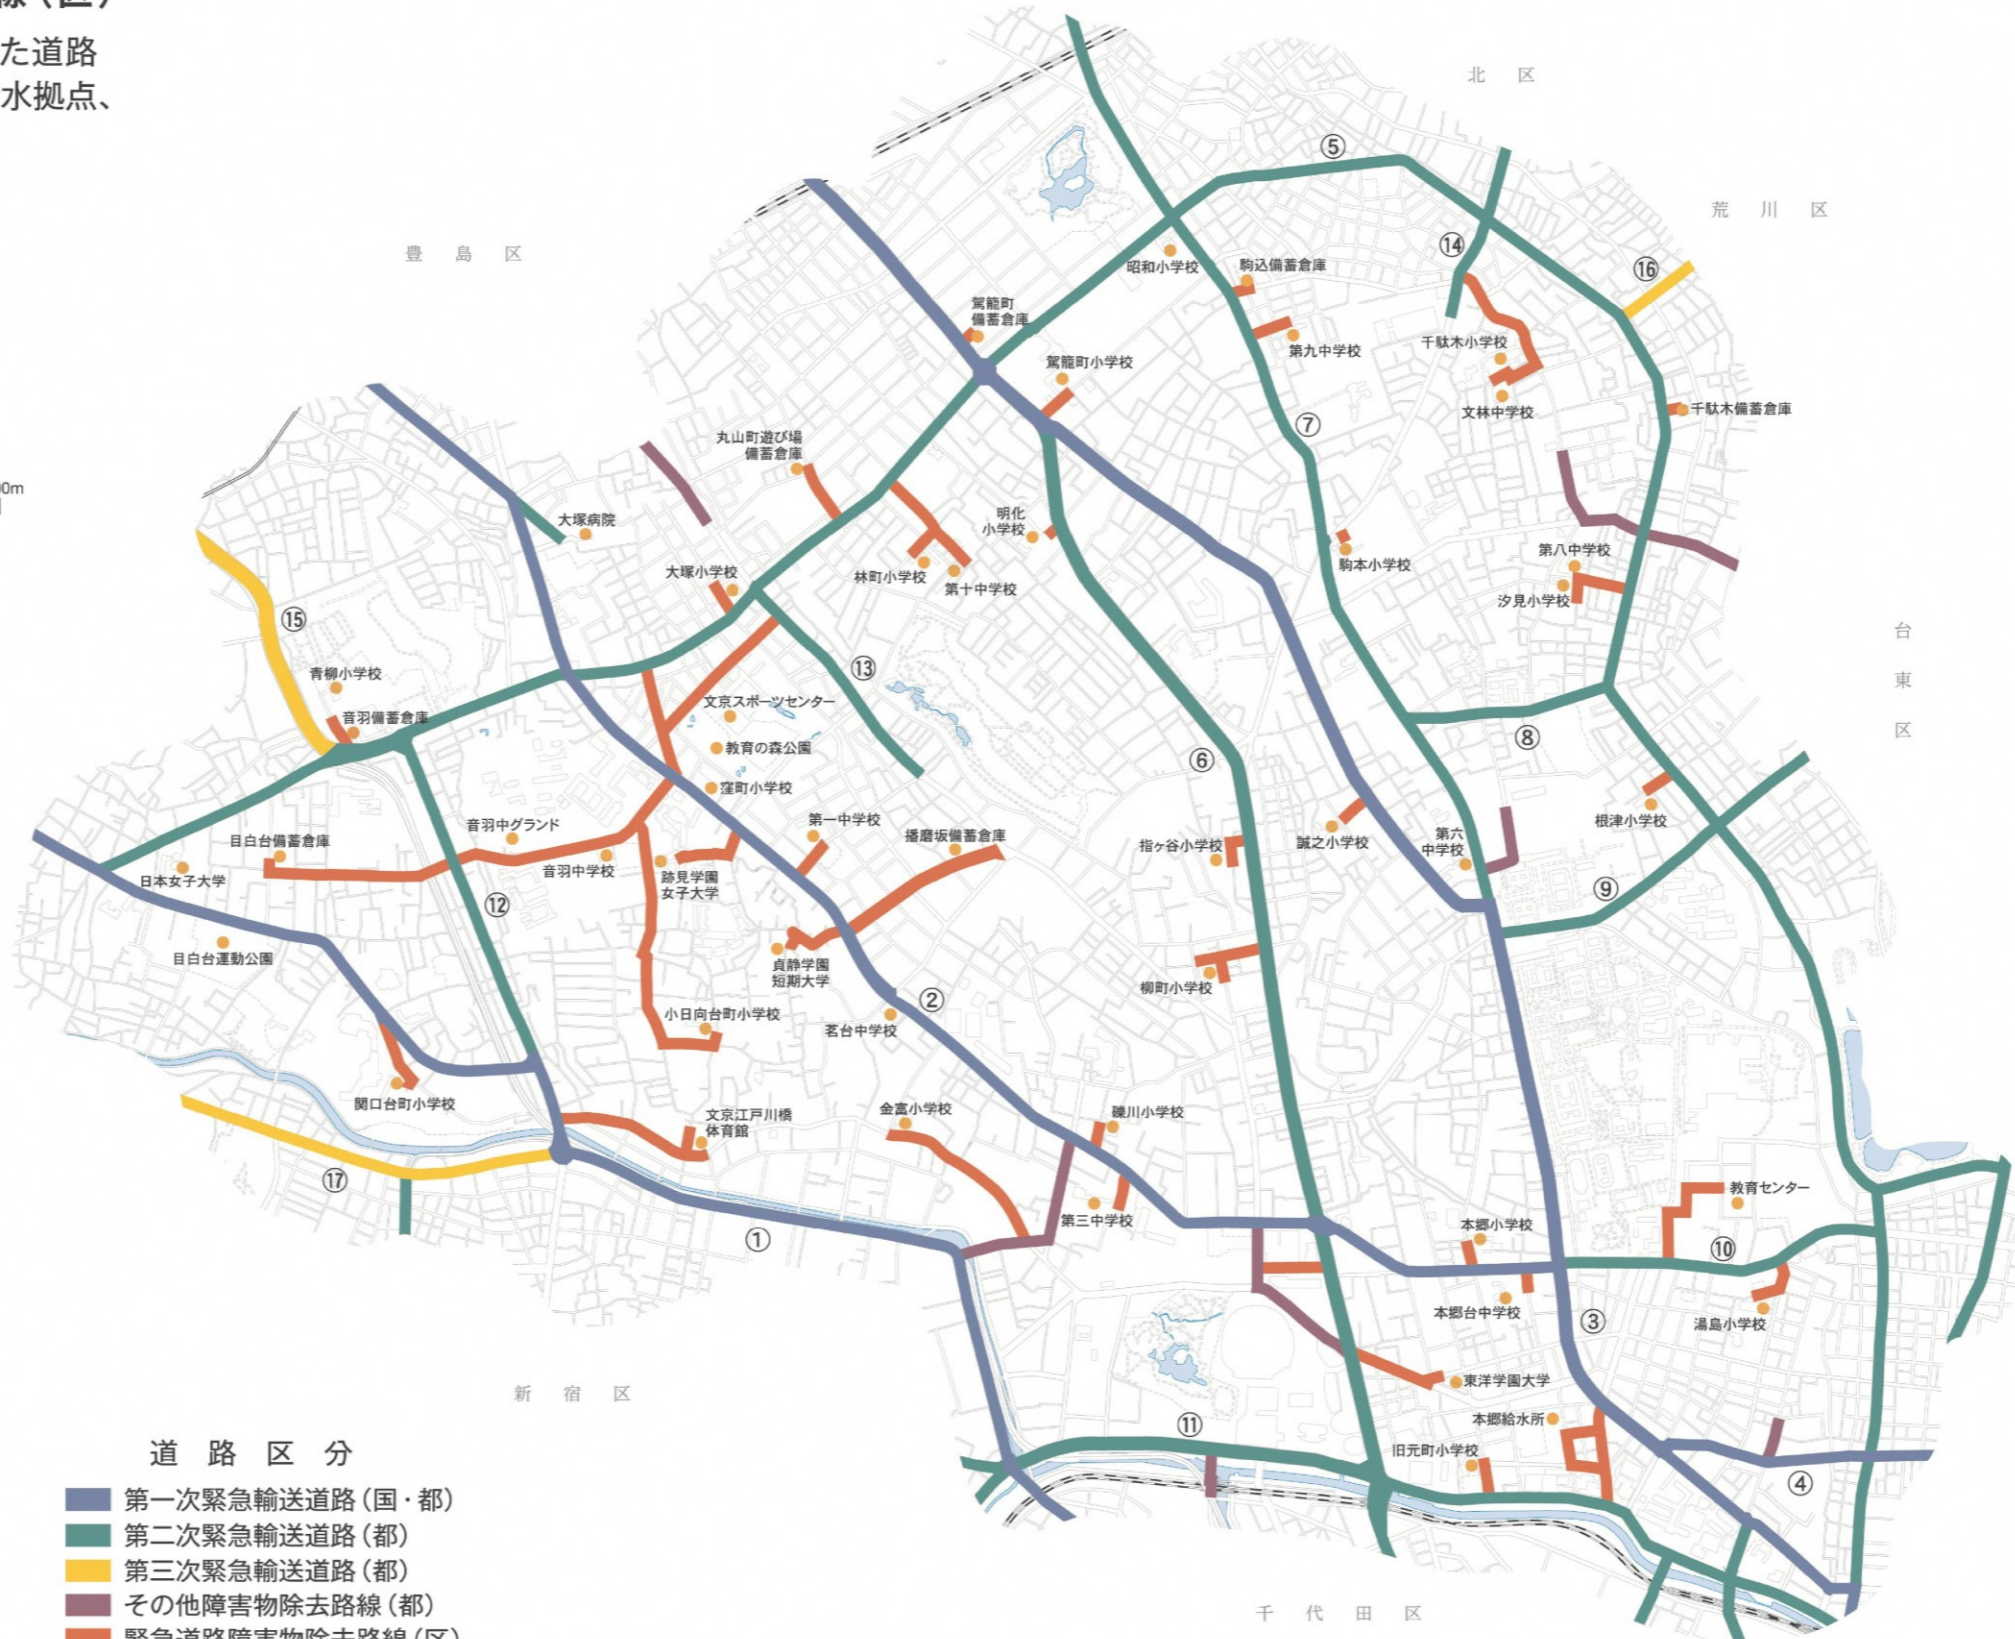 た道路
水拠点、
北 区
⑤
荒 川 区
豊 島 区
⑭
⑯
昭和小学校
駒込備蓄倉庫
駕籠町
備蓄倉庫
千駄木小学校
第九中学校
駕籠町小学校
文林中学校
千駄木備蓄倉庫
⑦
丸山町遊び場
備蓄倉庫
0m
大塚病院
明化
小学校
第八中学校
駒本小学校
大塚小学校
林町小学校
第十中学校
汐見小学校
⑮
台
東
区
青柳小学校
⑬
文京スポーツセンター
音羽備蓄倉庫
教育の森公園
⑧
⑥
窪町小学校
音羽中グランド
第一中学校
播磨坂備蓄倉庫
根津小学校
目白台備蓄倉庫
指ヶ谷小学校
誠之小学校
第六
中学校
日本女子大学
音羽中学校
跡見学園
女子大学
⑨
⑫
目白台運動公園
貞静学園
短期大学
柳町小学校
②
小日向台町小学校
茗台中学校
関口台町小学校
文京江戸川橋
体育館
金富小学校
礫川小学校
⑰
教育センター
第三中学校
本郷小学校
①
⑩
本郷台中学校
③
湯島小学校
新 宿 区
東洋学園大学
本郷給水所
⑪
旧元町小学校
④
道 路 区 分
第一次緊急輸送道路（国・都）
第二次緊急輸送道路（都）
第三次緊急輸送道路（都）
その他障害物除去路線（都）
緊急道路障害物除去路線（区）
千 代 田 区